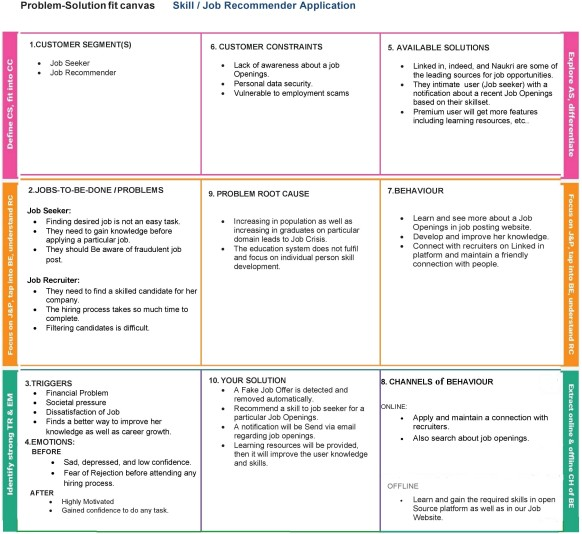 Problem-Solution fit canvas Skill / Job Recommender Application
Define CS, fit into CC
1.CUSTOMER SEGMENT(S)
• Job Seeker
• Job Recommender
6. CUSTOMER CONSTRAINTS
• Lack of awareness about a job
Openings.
• Personal data security.
• Vulnerable to employment scams
5. AVAILABLE SOLUTIONS
• Linked in, indeed, and Naukri are some of
the leading sources for job opportunities.
• They intimate user (Job seeker) with a
notification about a recent Job Openings
based on their skillset.
• Premium user will get more features
including learning resources, etc..
Explore AS, differentiate
Focus on J&P, tap into BE, understand RC
2.JOBS-TO-BE-DONE / PROBLEMS
Job Seeker:
• Finding desired job is not an easy task.
• They need to gain knowledge before
applying a particular job.
• They should Be aware of fraudulent job
post.
Job Recruiter:
• They need to find a skilled candidate for her
company.
• The hiring process takes so much time to
complete.
• Filtering candidates is difficult.
9. PROBLEM ROOT CAUSE
• Increasing in population as well as
increasing in graduates on particular
domain leads to Job Crisis.
• The education system does not fulfil
and focus on individual person skill
development.
7.BEHAVIOUR
• Learn and see more about a Job
Openings in job posting website.
• Develop and improve her knowledge.
• Connect with recruiters on Linked in
platform and maintain a friendly
connection with people.
Focus on J&P, tap into BE, understand RC
Identify strong TR & EM
3.TRIGGERS
• Financial Problem
• Societal pressure
• Dissatisfaction of Job
• Finds a better way to improve her
knowledge as well as career growth.
4.EMOTIONS:
BEFORE
• Sad, depressed, and low confidence.
• Fear of Rejection before attending any
hiring process.
AFTER
• Highly Motivated
• Gained confidence to do any task.
10. YOUR SOLUTION
• A Fake Job Offer is detected and
removed automatically.
• Recommend a skill to job seeker for a
particular Job Openings.
• A notification will be Send via email
regarding job openings.
• Learning resources will be provided,
then it will improve the user knowledge
and skills.
8. CHANNELS of BEHAVIOUR
ONLINE:
• Apply and maintain a connection with
recruiters.
• Also search about job openings.
OFFLINE
• Learn and gain the required skills in open
Source platform as well as in our Job
Website.
Extract online & offline CH of BE